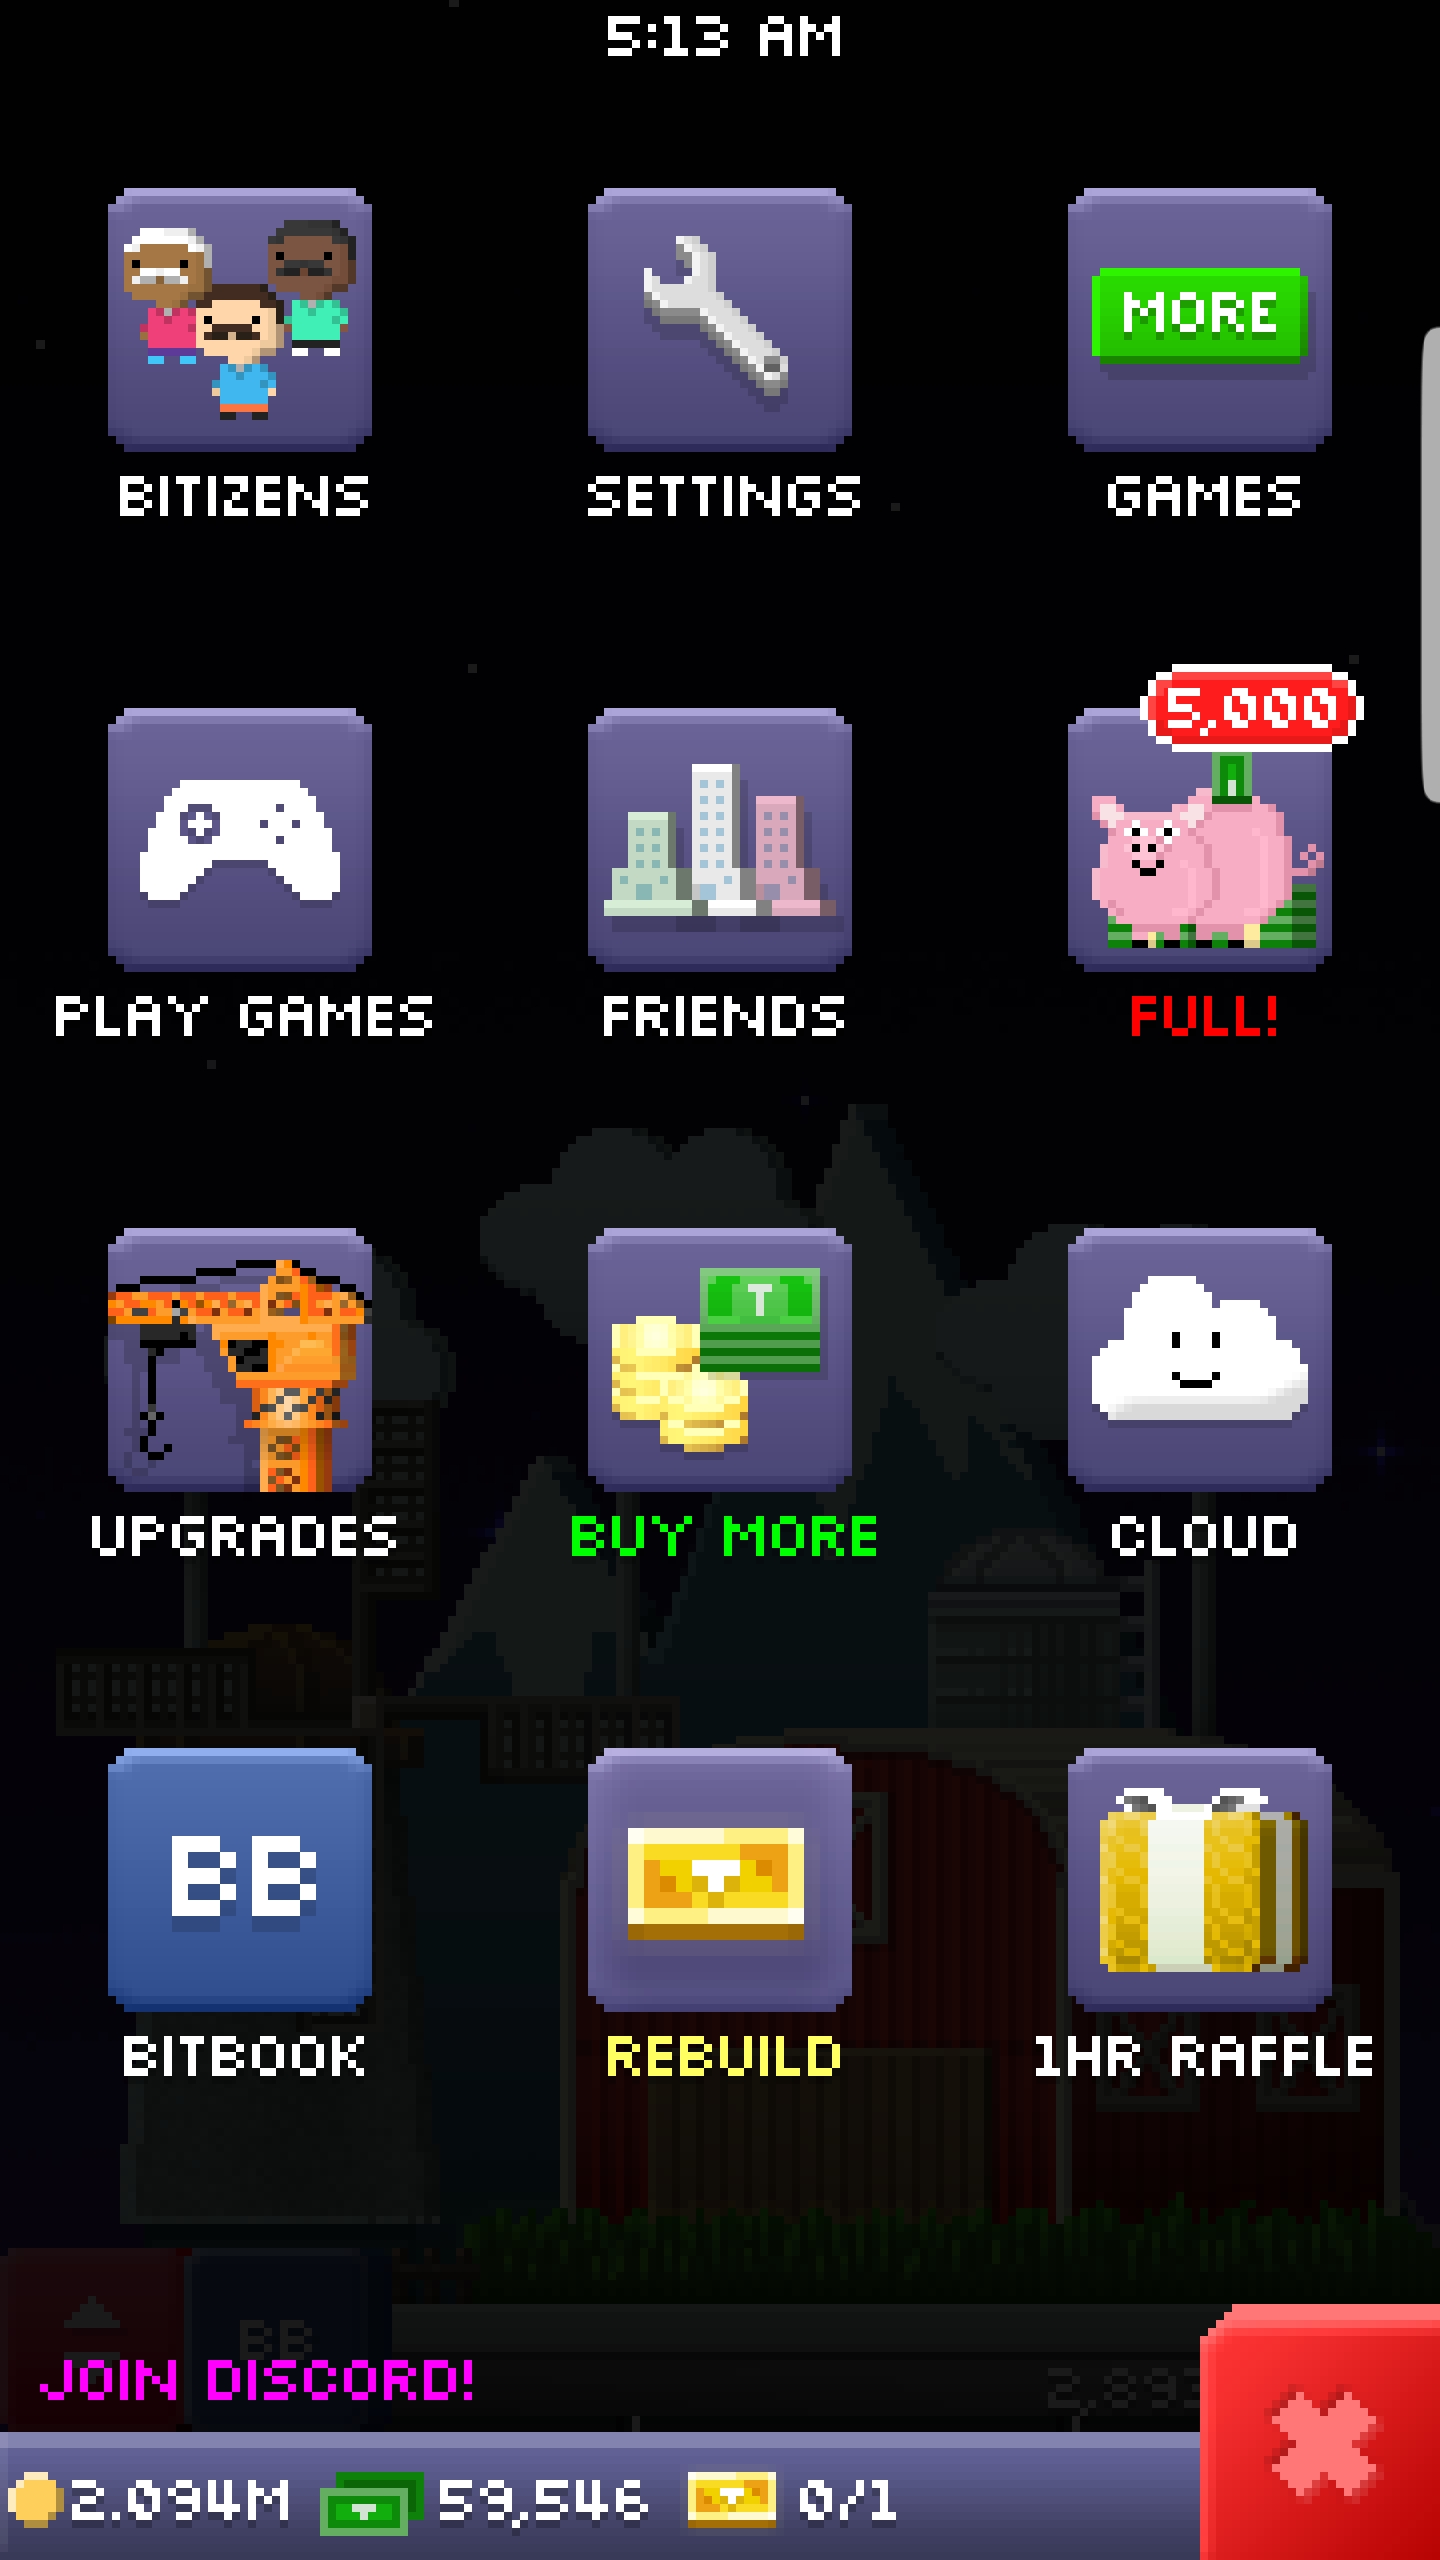 5:13 AM
MORE
BITIZENS
SETTINGS
GAMES
5,000
PLAY GAMES
FRIENDS
FULL!
T
UPGRADES
BUY MORE
CLOUD
BB
BITBOOK
REBUILD
1HR RAFFLE
BB
JOIN DISCORD!
2.094M
59,546
0/1